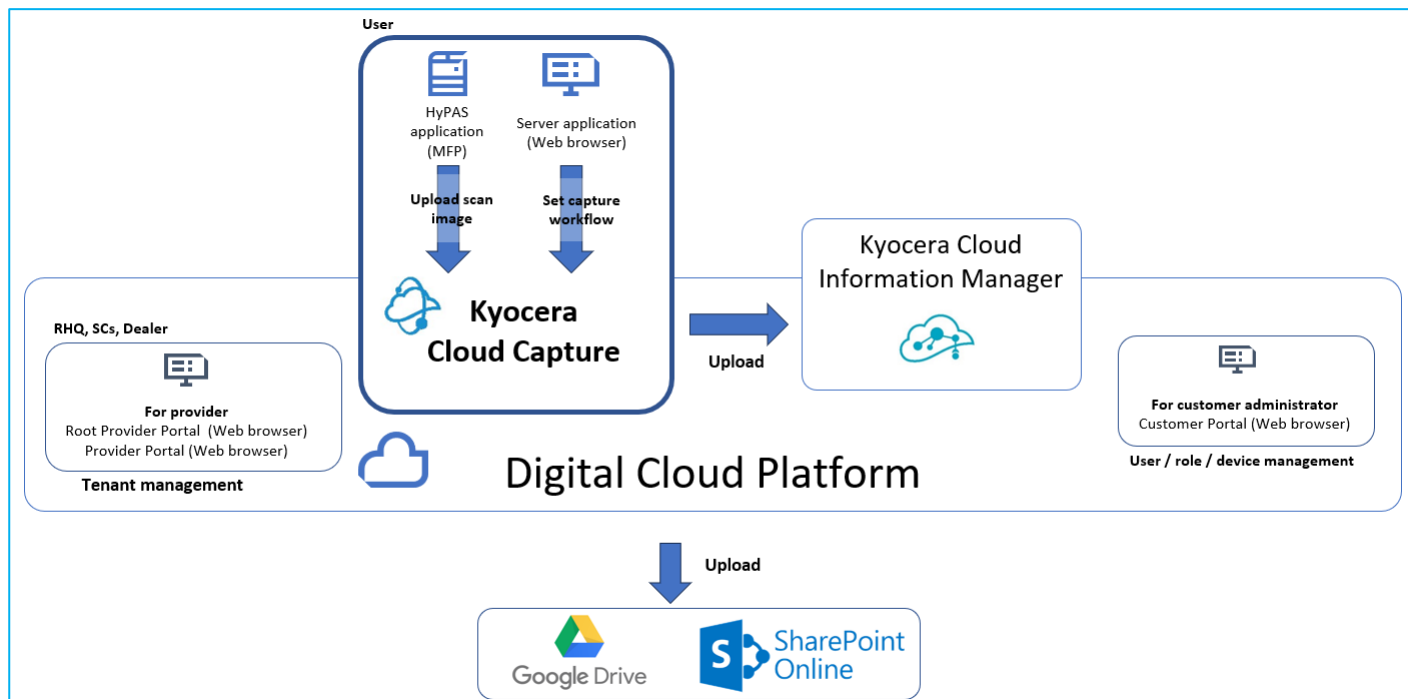 User
HyPAS
application
(MFP)
Server application
(Web browser)
Upload scan
image
Set capture
workflow
Kyocera
Cloud Capture
Upload
Kyocera Cloud
Information Manager
RHQ, SCs, Dealer
For provider
Root Provider Portal (Web browser)
Provider Portal (Web browser)
Tenant management
For customer administrator
Customer Portal (Web browser)
User / role / device management
Digital Cloud Platform
Upload
Google Drive
S
SharePoint
Online